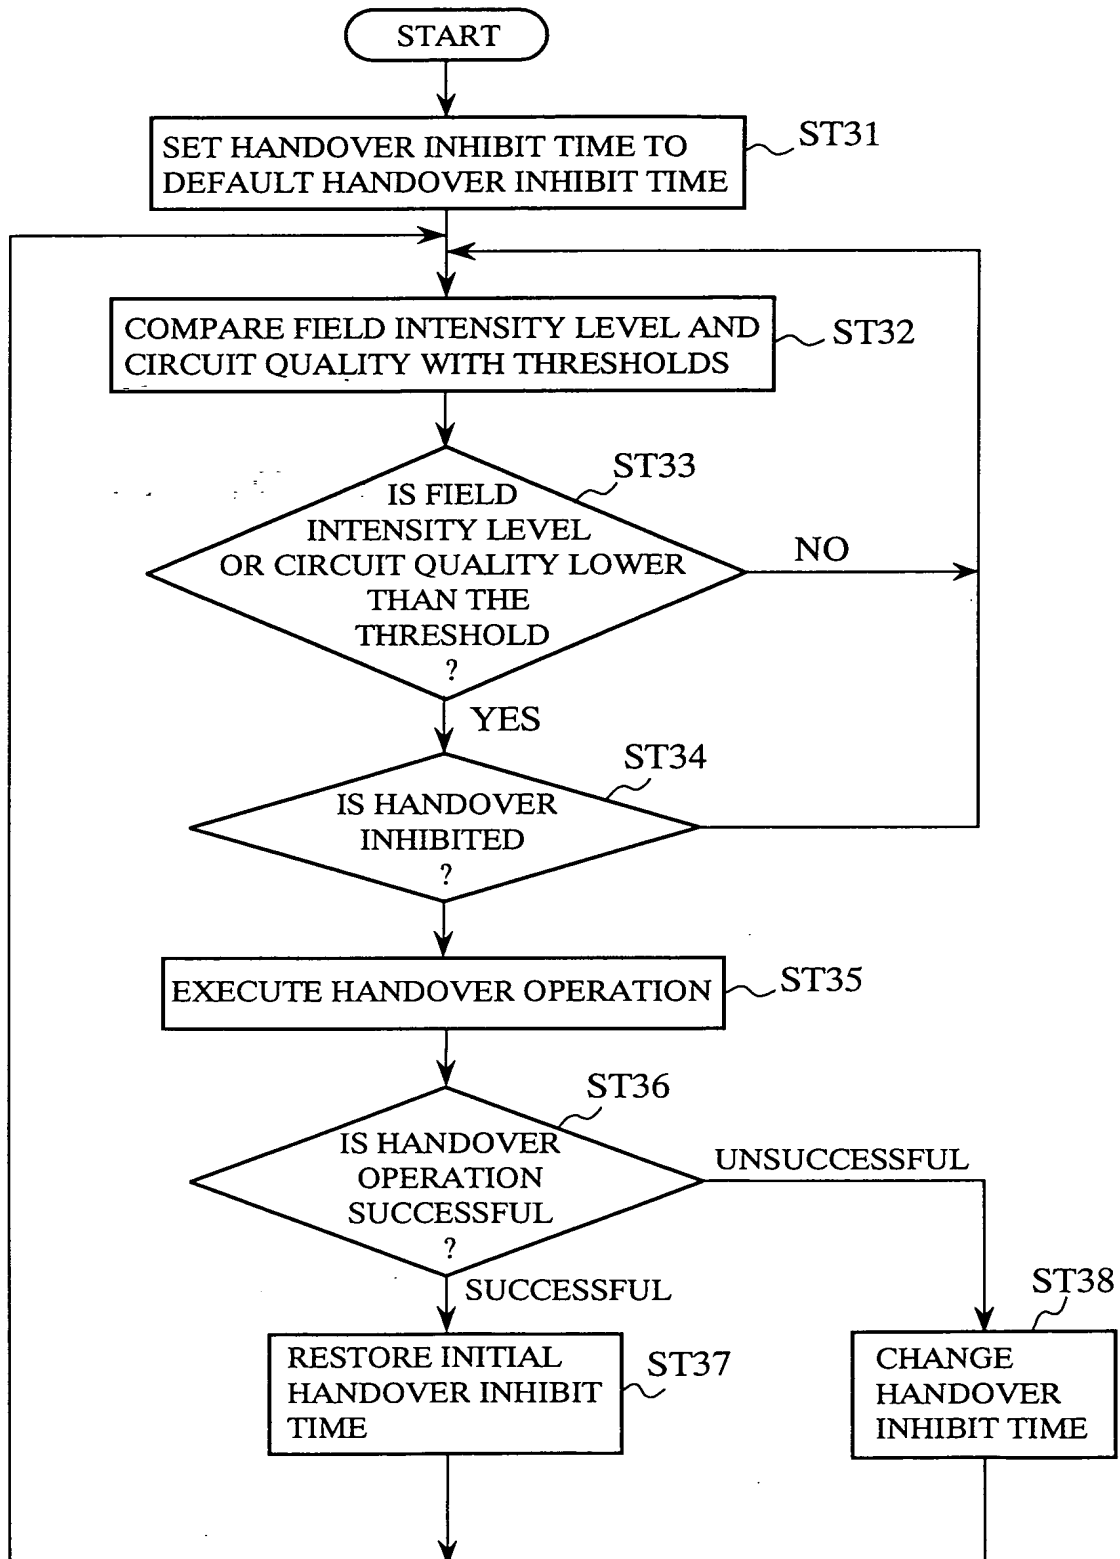 START
SET HANDOVER INHIBIT TIME TO
DEFAULT HANDOVER INHIBIT TIME
ST31
COMPARE FIELD INTENSITY LEVEL AND
CIRCUIT QUALITY WITH THRESHOLDS
ST32
ST33
IS FIELD
INTENSITY LEVEL
OR CIRCUIT QUALITY LOWER
THAN THE
THRESHOLD
?
NO
YES
ST34
IS HANDOVER
INHIBITED
?
EXECUTE HANDOVER OPERATION
ST35
ST36
IS HANDOVER
OPERATION
SUCCESSFUL
?
UNSUCCESSFUL
SUCCESSFUL
ST38
RESTORE INITIAL
HANDOVER INHIBIT
TIME
ST37
CHANGE
HANDOVER
INHIBIT TIME